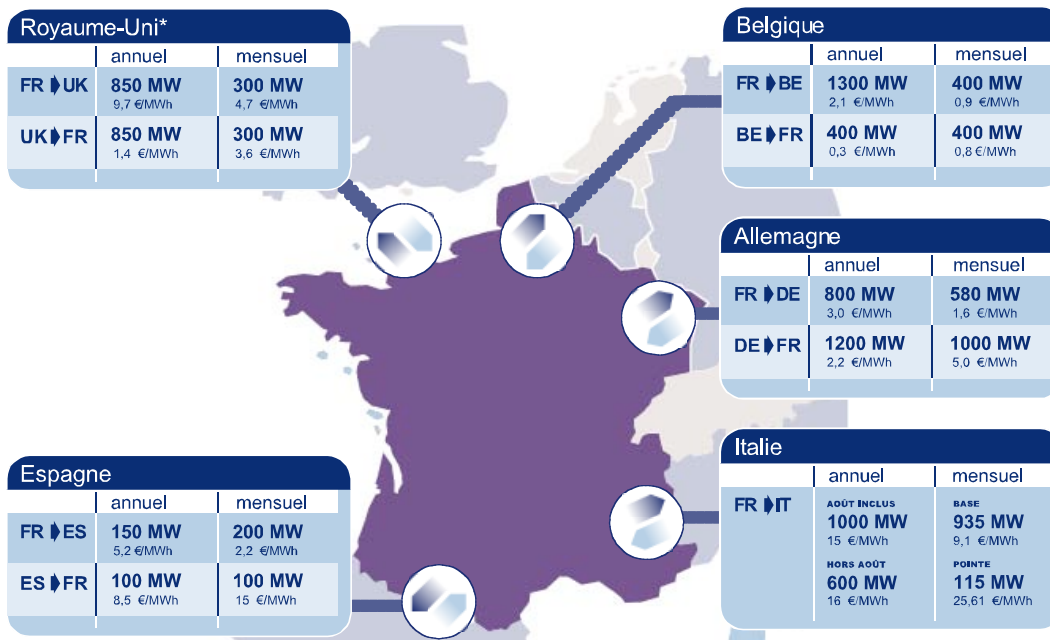 Royaume-Uni*
annuel mensuel
FR UK 850 MW 300 MW
9,7 €/MWh 4,7 €/MWh
UK FR 850 MW 300 MW
1,4 €/MWh 3,6 €/MWh
Belgique
annuel mensuel
FR BE 1300 MW 400 MW
2,1 €/MWh 0,9 €/MWh
BE FR 400 MW 400 MW
0,3 €/MWh 0,8 €/MWh
Allemagne
annuel mensuel
FR DE 800 MW 580 MW
3,0 €/MWh 1,6 €/MWh
DE FR 1200 MW 1000 MW
2,2 €/MWh 5,0 €/MWh
Espagne
annuel mensuel
FR ES 150 MW 200 MW
5,2 €/MWh 2,2 €/MWh
ES FR 100 MW 100 MW
8,5 €/MWh 15 €/MWh
Italie
annuel mensuel
FR IT AOÛT INCLUS BASE
1000 MW 935 MW
15 €/MWh 9,1 €/MWh
HORS AOÛT POINTE
600 MW 115 MW
16 €/MWh 25,61 €/MWh